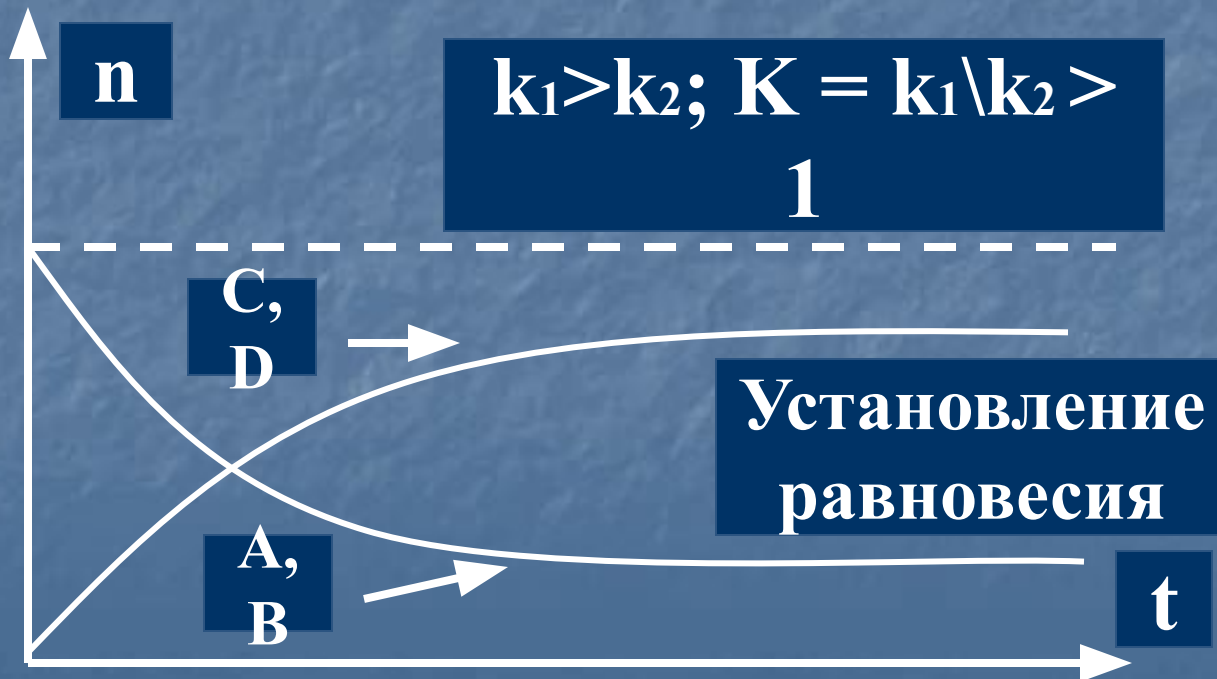 n
k₁>k₂; K = k₁\k₂ >
1
C,
D
Установление
равновесия
A,
B
t